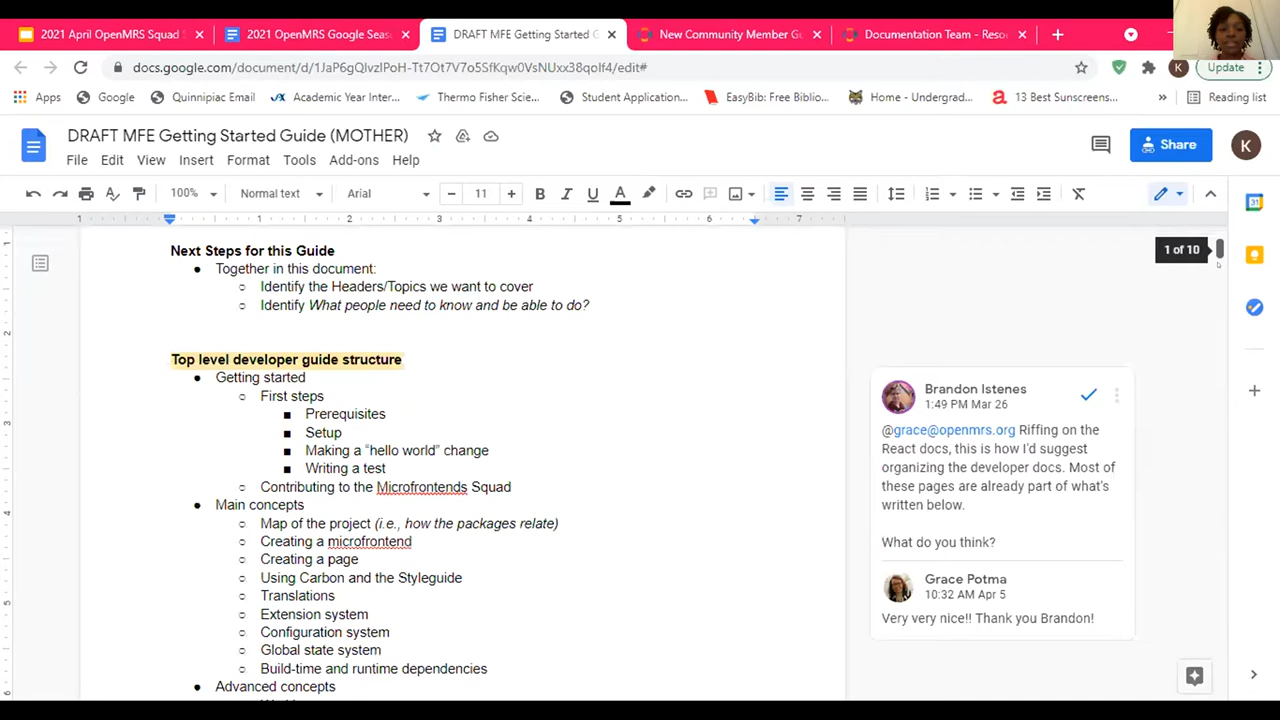 2021 April OpenMRS Squad
2021 OpenMRS Google Seas
DRAFT MFE Getting Started G
New Community Member G
Documentation Team - Reso
Update
Apps
Google
Quinnipiac Email
Academic Year Inter...
Thermo Fisher Scie...
Student Application...
EasyBib: Free Biblio...
Home - Undergrad...
13 Best Sunscreens...
Reading list
DRAFT MFE Getting Started Guide (MOTHER)
File Edit View Insert Format Tools Add-ons Help
Share
K
100% Normal text Arial 11
1 1 2 3 4 5 6 7
1 of 10
Next Steps for this Guide
Together in this document:
Identify the Headers/Topics we want to cover
Identify What people need to know and be able to do?
Top level developer guide structure
Getting started
First steps
Prerequisites
Setup
Making a “hello world” change
Writing a test
Contributing to the Microfrontends Squad
Main concepts
Map of the project (i.e., how the packages relate)
Creating a microfrontend
Creating a page
Using Carbon and the Styleguide
Translations
Extension system
Configuration system
Global state system
Build-time and runtime dependencies
Advanced concepts
Brandon Istenes
1:49 PM Mar 26
@grace@openmrs.org Riffing on the
React docs, this is how I'd suggest
organizing the developer docs. Most of
these pages are already part of what's
written below.
What do you think?
Grace Potma
10:32 AM Apr 5
Very very nice!! Thank you Brandon!